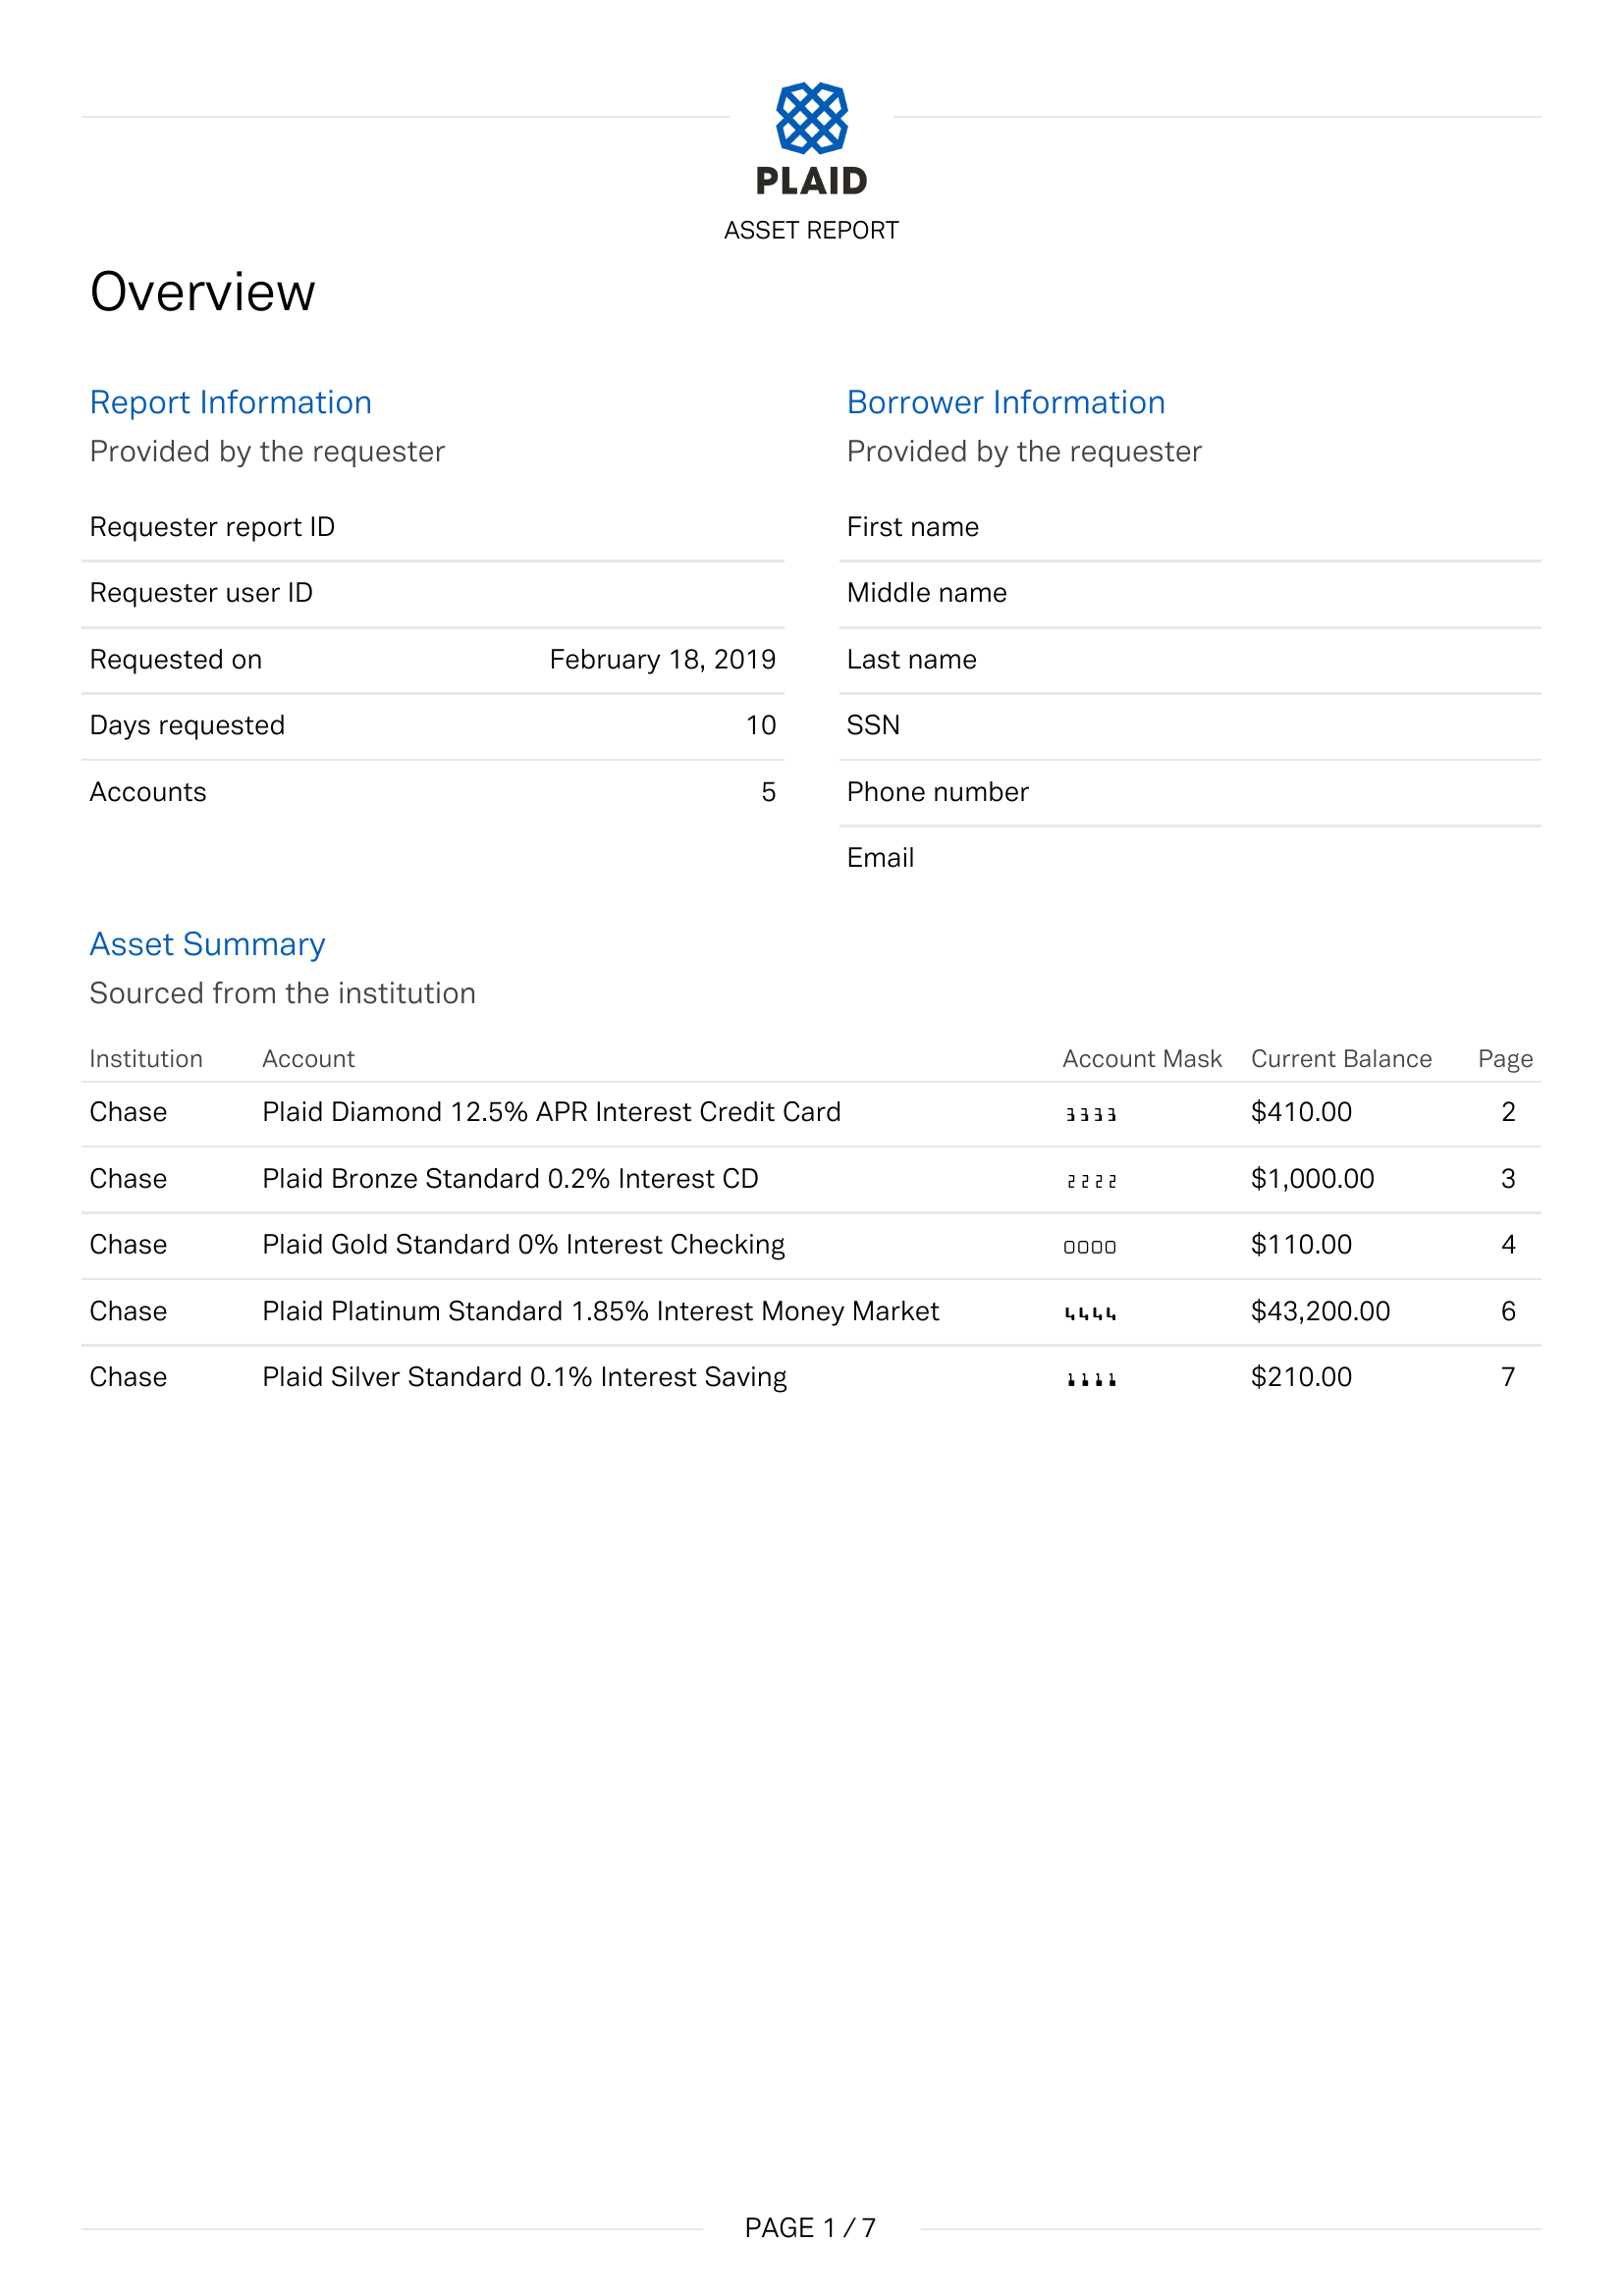 PLAID
ASSET REPORT
Overview
Report Information
Provided by the requester
Requester report ID
Requester user ID
Requested on February 18, 2019
Days requested 10
Accounts 5
Borrower Information
Provided by the requester
First name
Middle name
Last name
SSN
Phone number
Email
Asset Summary
Sourced from the institution
Institution Account Account Mask Current Balance Page
Chase Plaid Diamond 12.5% APR Interest Credit Card 3333 $410.00 2
Chase Plaid Bronze Standard 0.2% Interest CD 2222 $1,000.00 3
Chase Plaid Gold Standard 0% Interest Checking 0000 $110.00 4
Chase Plaid Platinum Standard 1.85% Interest Money Market 4444 $43,200.00 6
Chase Plaid Silver Standard 0.1% Interest Saving 1111 $210.00 7
PAGE 1 / 7